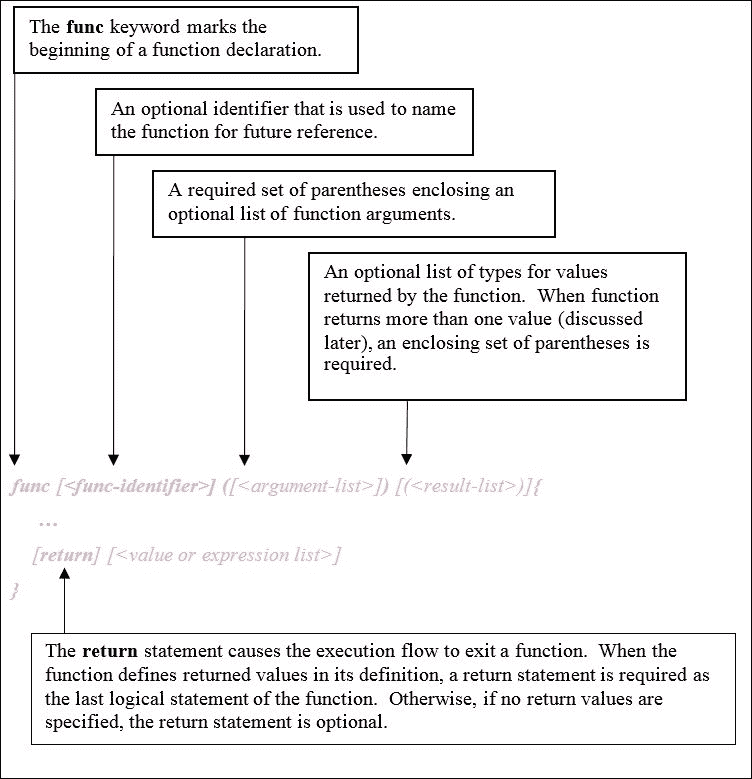 The func keyword marks the
beginning of a function declaration.
An optional identifier that is used to name
the function for future reference.
A required set of parentheses enclosing an
optional list of function arguments.
An optional list of types for values
returned by the function. When function
returns more than one value (discussed
later), an enclosing set of parentheses is
required.
func [<func-identifier>] ([<argument-list>]) [(<result-list>)]{
...
[return] [<value or expression list>]
}
The return statement causes the execution flow to exit a function. When the
function defines returned values in its definition, a return statement is required as
the last logical statement of the function. Otherwise, if no return values are
specified, the return statement is optional.